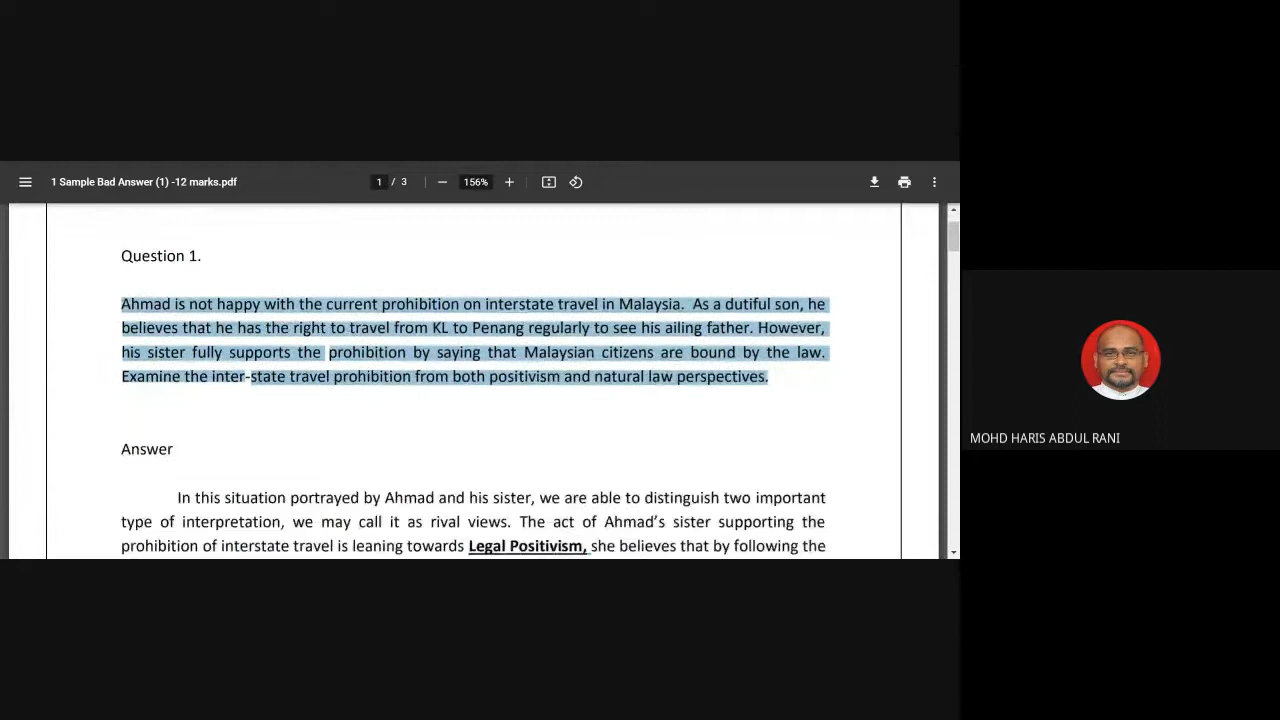 1 Sample Bad Answer (1) -12 marks.pdf
1 / 3
156%
Question 1.
Ahmad is not happy with the current prohibition on interstate travel in Malaysia. As a dutiful son, he
believes that he has the right to travel from KL to Penang regularly to see his ailing father. However,
his sister fully supports the prohibition by saying that Malaysian citizens are bound by the law.
Examine the inter-state travel prohibition from both positivism and natural law perspectives.
Answer
In this situation portrayed by Ahmad and his sister, we are able to distinguish two important
type of interpretation, we may call it as rival views. The act of Ahmad’s sister supporting the
prohibition of interstate travel is leaning towards Legal Positivism, she believes that by following the
MOHD HARIS ABDUL RANI